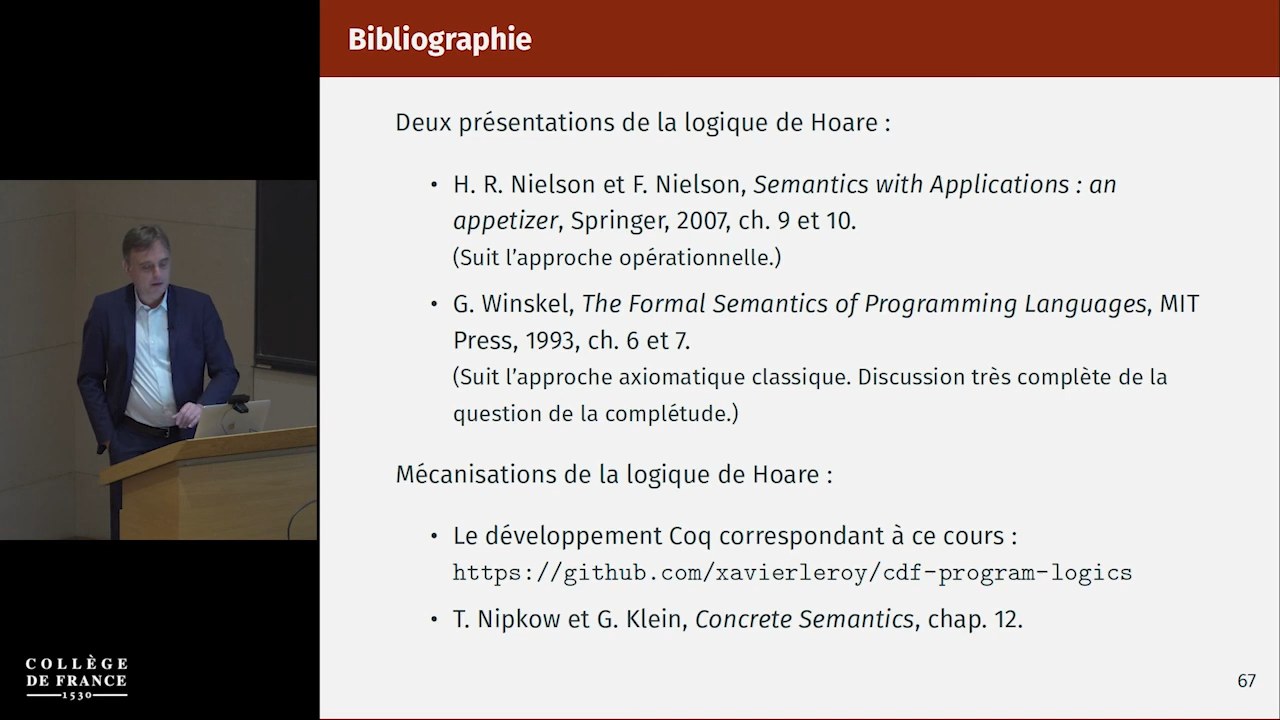 Bibliographie
Deux présentations de la logique de Hoare :
• H. R. Nielson et F. Nielson, Semantics with Applications : an
appetizer, Springer, 2007, ch. 9 et 10.
(Suit l’approche opérationnelle.)
• G. Winskel, The Formal Semantics of Programming Languages, MIT
Press, 1993, ch. 6 et 7.
(Suit l’approche axiomatique classique. Discussion très complète de la
question de la complétude.)
Mécanisations de la logique de Hoare :
• Le développement Coq correspondant à ce cours :
https://github.com/xavierleroy/cdf-program-logics
• T. Nipkow et G. Klein, Concrete Semantics, chap. 12.
67
COLLÈGE
DE FRANCE
1530